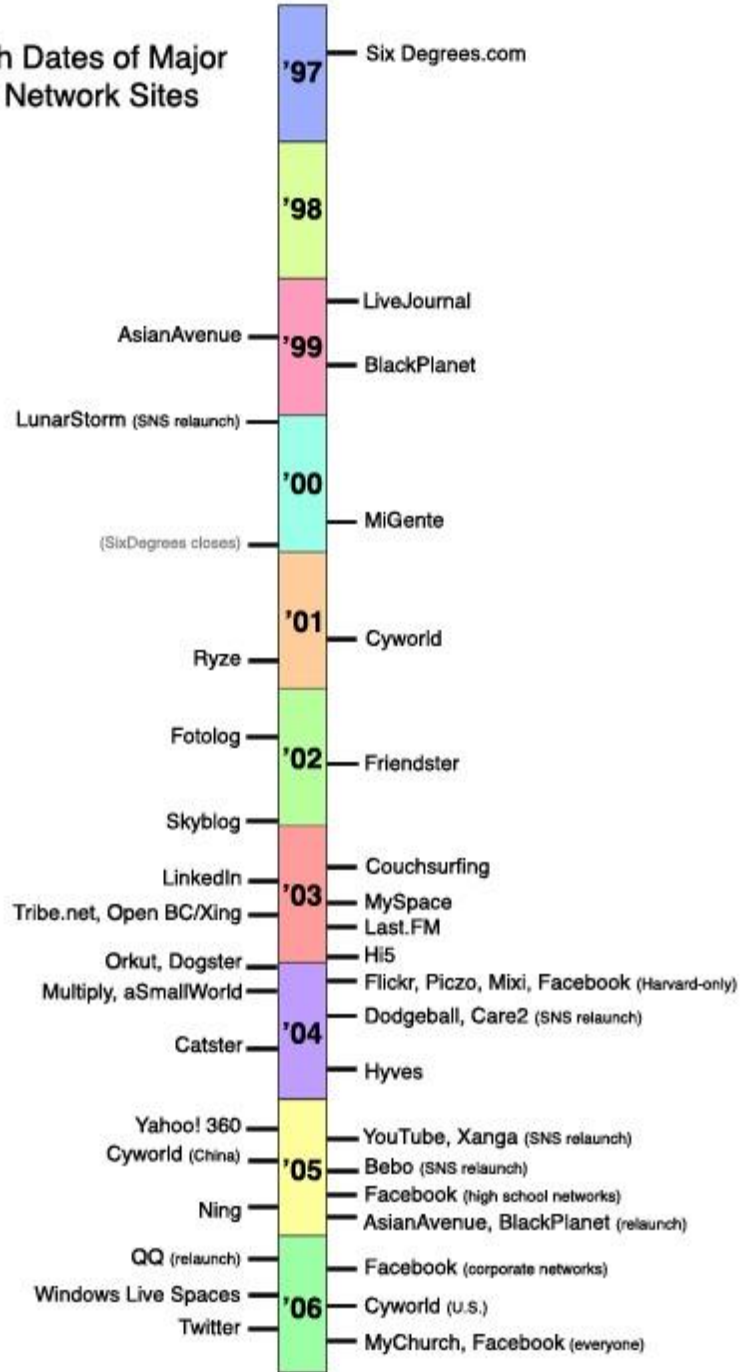 h Dates of Major
Network Sites
'97
Six Degrees.com
'98
LiveJournal
AsianAvenue
'99
BlackPlanet
LunarStorm (SNS relaunch)
'00
MiGente
(SixDegrees closes)
'01
Cyworld
Ryze
Fotolog
'02
Friendster
Skyblog
Couchsurfing
LinkedIn
'03
MySpace
Tribe.net, Open BC/Xing
Last.FM
Hi5
Orkut, Dogster
Flickr, Piczo, Mixi, Facebook (Harvard-only)
Multiply, aSmallWorld
Dodgeball, Care2 (SNS relaunch)
'04
Catster
Hyves
Yahoo! 360
YouTube, Xanga (SNS relaunch)
Cyworld (China)
'05
Bebo (SNS relaunch)
Facebook (high school networks)
Ning
AsianAvenue, BlackPlanet (relaunch)
QQ (relaunch)
Facebook (corporate networks)
Windows Live Spaces
'06
Cyworld (U.S.)
Twitter
MyChurch, Facebook (everyone)